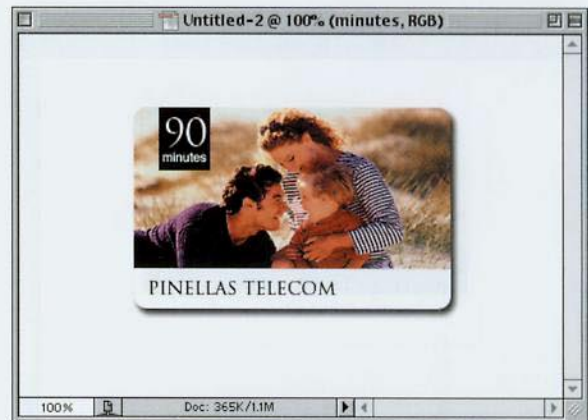 Untitled-2 @ 100% (minutes, RGB)
90
minutes
PINELLAS TELECOM
100%
Doc: 365K/1.1M